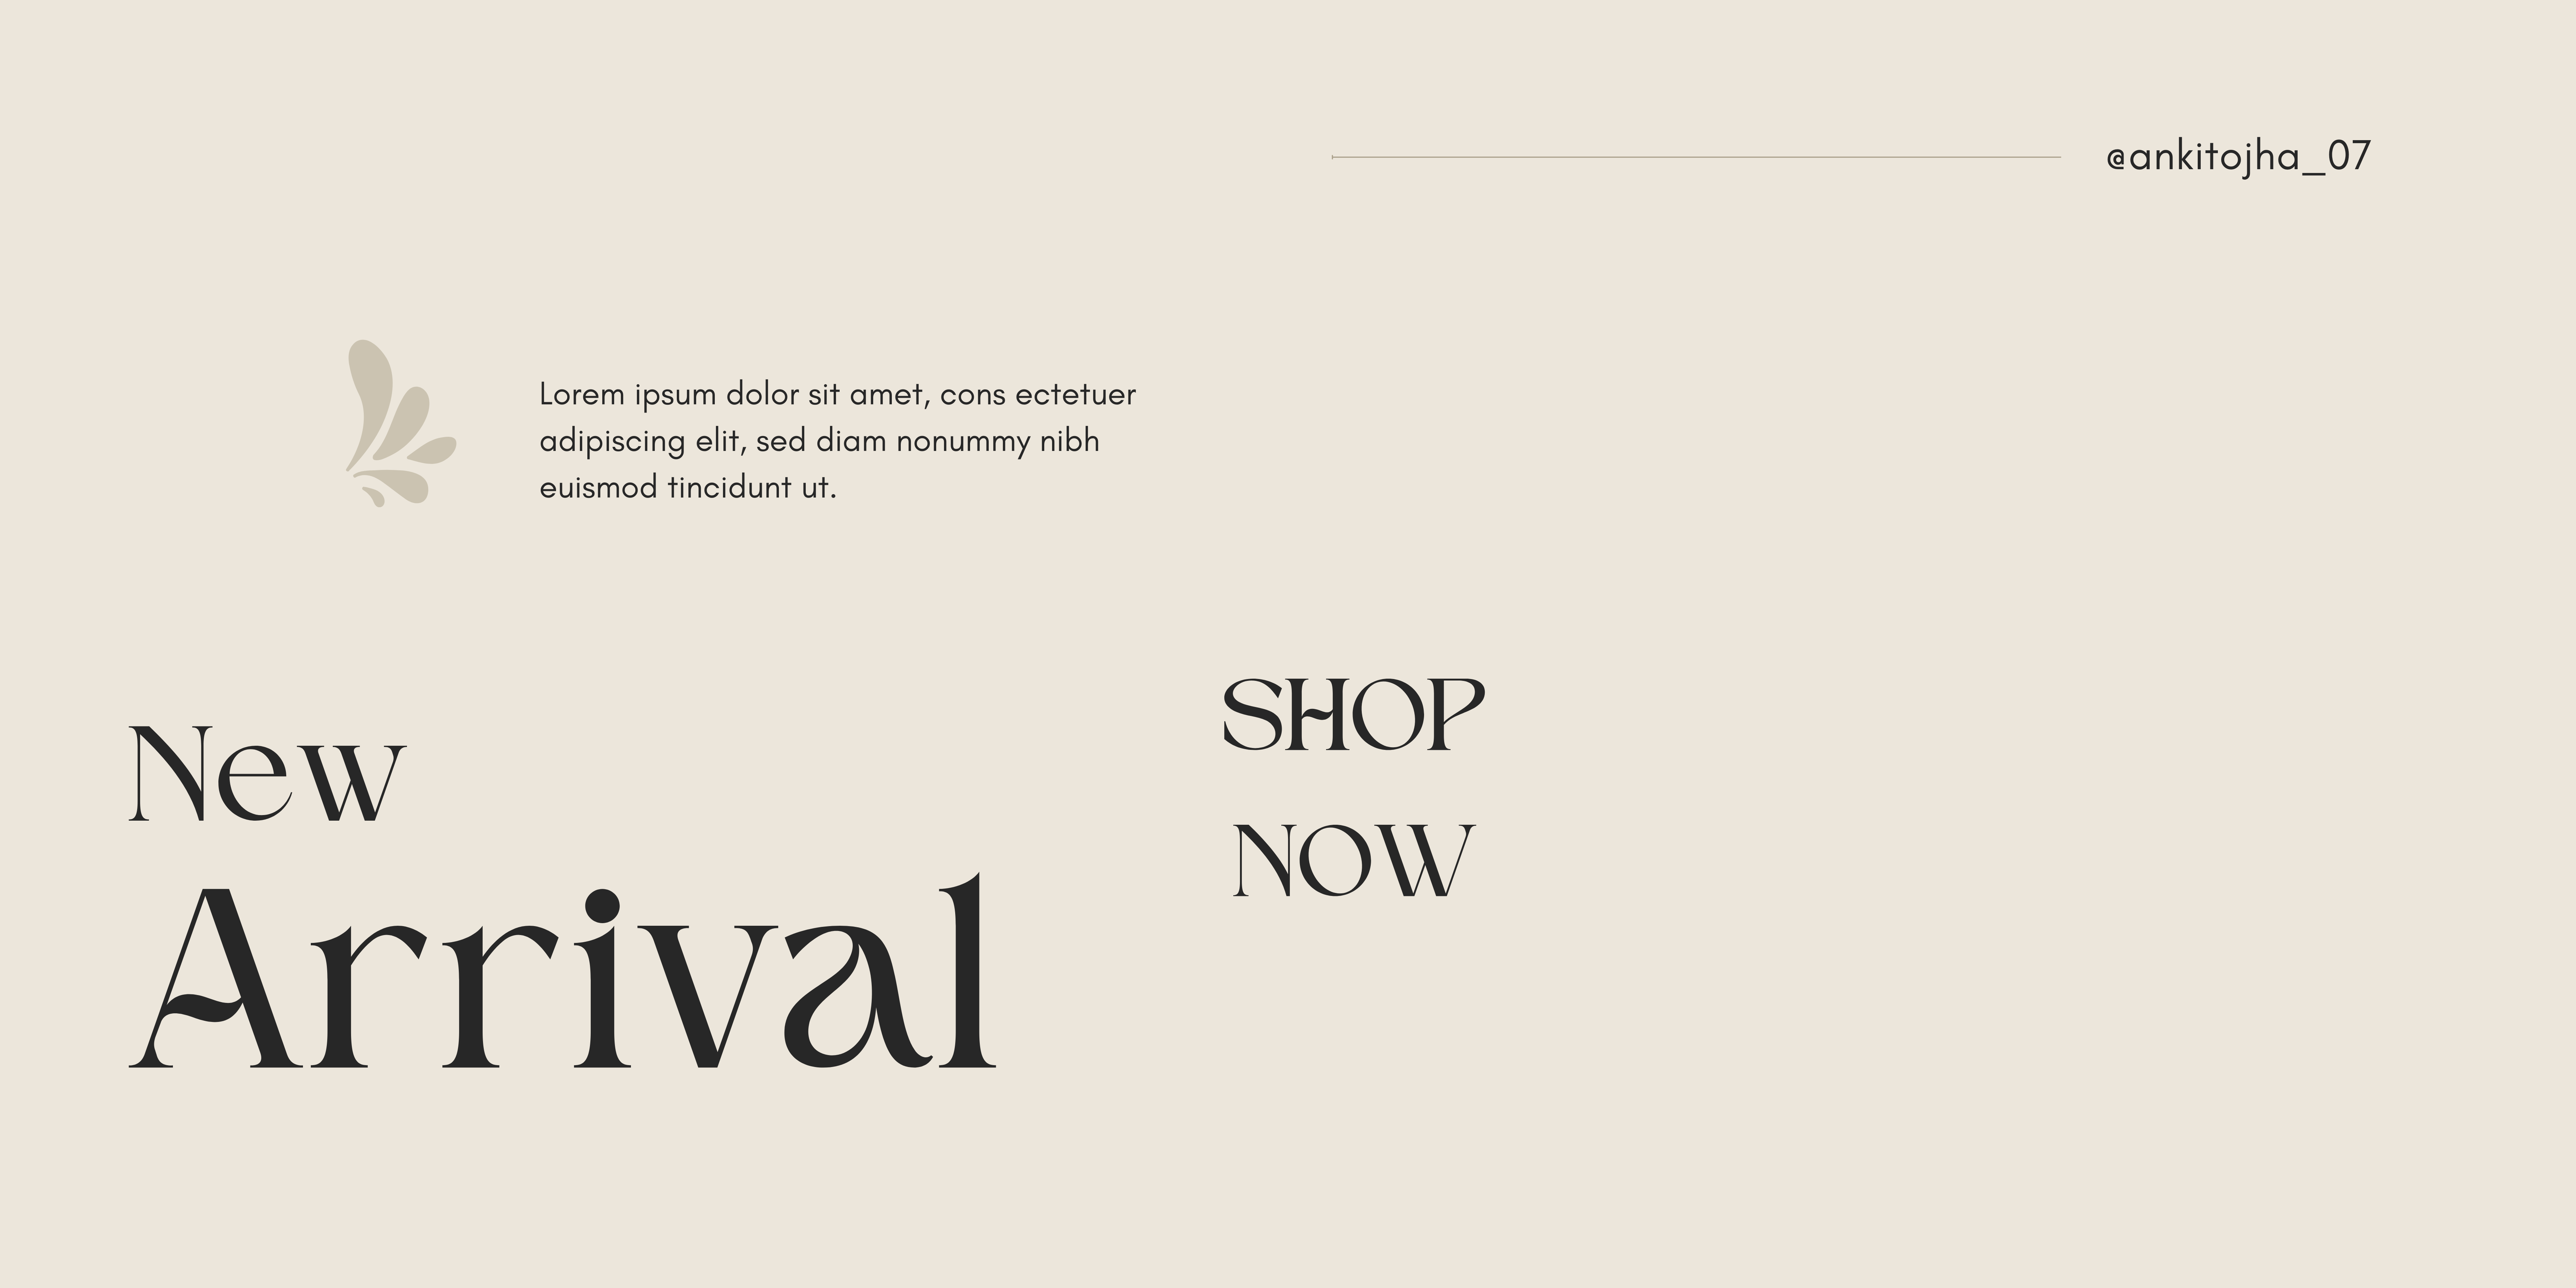 @ankitojha_07
Lorem ipsum dolor sit amet, cons ectetuer
adipiscing elit, sed diam nonummy nibh
euismod tincidunt ut.
New
Arrival
SHOP
NOW